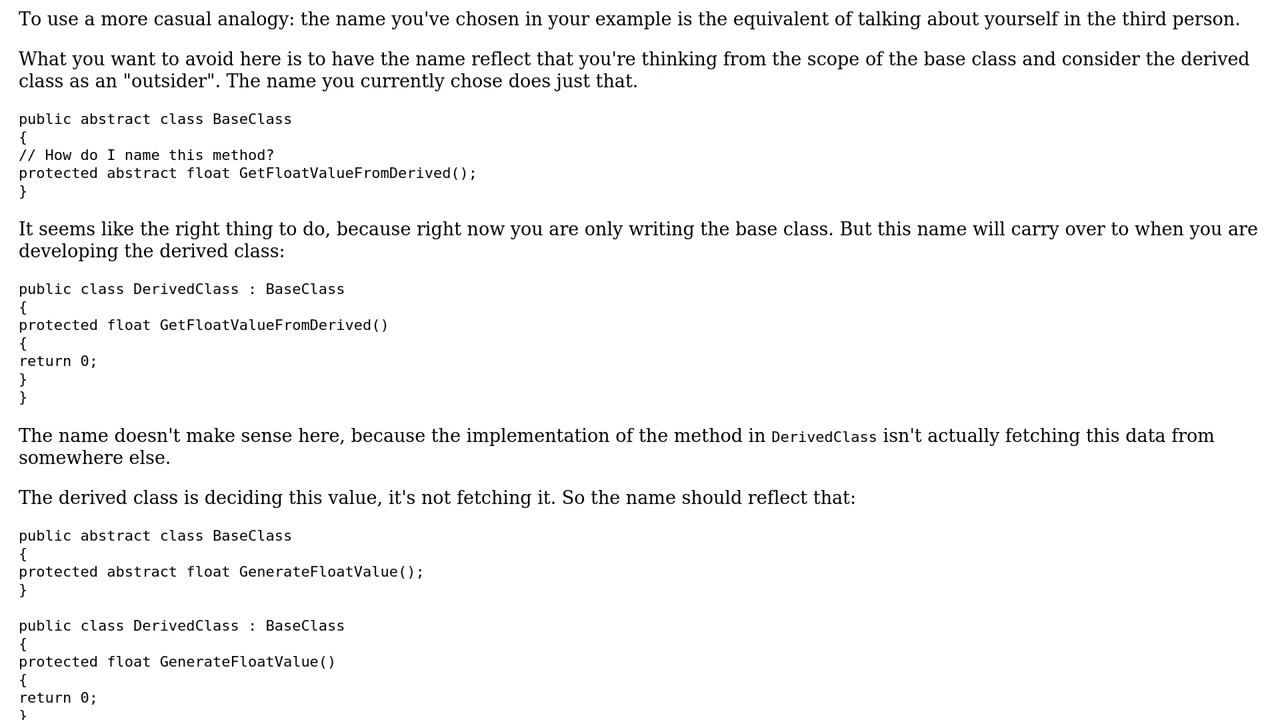 To use a more casual analogy: the name you've chosen in your example is the equivalent of talking about yourself in the third person.
What you want to avoid here is to have the name reflect that you're thinking from the scope of the base class and consider the derived
class as an "outsider". The name you currently chose does just that.
public abstract class BaseClass
{
// How do I name this method?
protected abstract float GetFloatValueFromDerived();
}
It seems like the right thing to do, because right now you are only writing the base class. But this name will carry over to when you are
developing the derived class:
public class DerivedClass : BaseClass
{
protected float GetFloatValueFromDerived()
{
return 0;
}
}
The name doesn't make sense here, because the implementation of the method in DerivedClass isn't actually fetching this data from
somewhere else.
The derived class is deciding this value, it's not fetching it. So the name should reflect that:
public abstract class BaseClass
{
protected abstract float GenerateFloatValue();
}
public class DerivedClass : BaseClass
{
protected float GenerateFloatValue()
{
return 0;
}